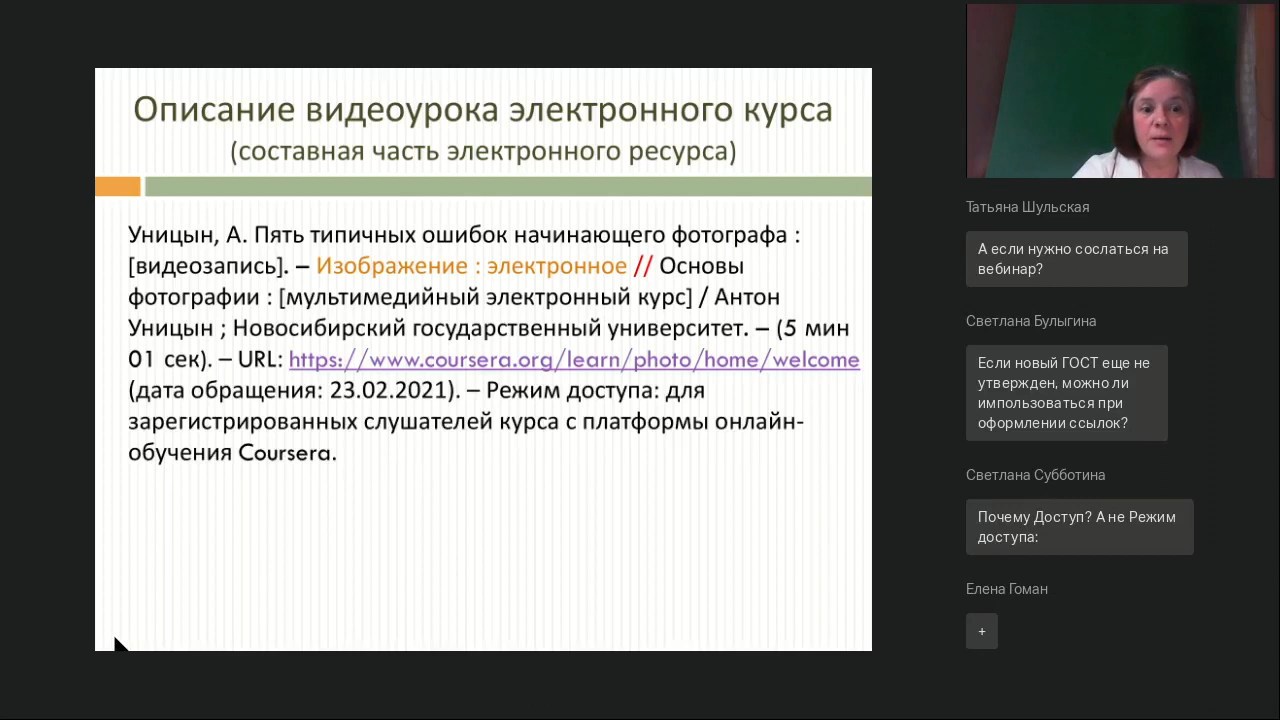 Описание видеоурока электронного курса
(составная часть электронного ресурса)
Уницын, А. Пять типичных ошибок начинающего фотографа :
[видеозапись]. – Изображение : электронное // Основы
фотографии : [мультимедийный электронный курс] / Антон
Уницын ; Новосибирский государственный университет. – (5 мин
01 сек). – URL: https://www.coursera.org/learn/photo/home/welcome
(дата обращения: 23.02.2021). – Режим доступа: для
зарегистрированных слушателей курса с платформы онлайн-
обучения Coursera.
Татьяна Шульская
А если нужно сослаться на
вебинар?
Светлана Булыгина
Если новый ГОСТ еще не
утвержден, можно ли
импользоваться при
оформлении ссылок?
Светлана Субботина
Почему Доступ? А не Режим
доступа:
Елена Гоман
+